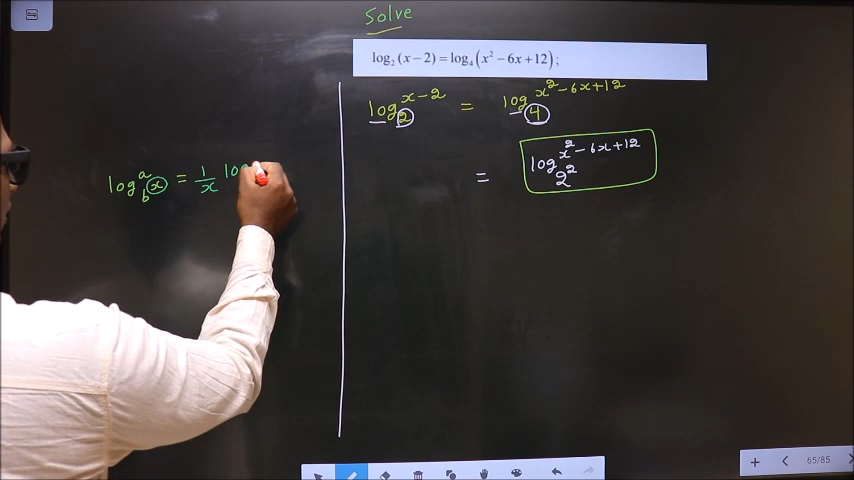 Solve
log₂(x−2) = log₄(x²−6x+12);
log₂^(x−2) = log₄^(x²−6x+12)
= log_(2²)^(x²−6x+12)
log_(b^x)^a = 1/x log
65/85